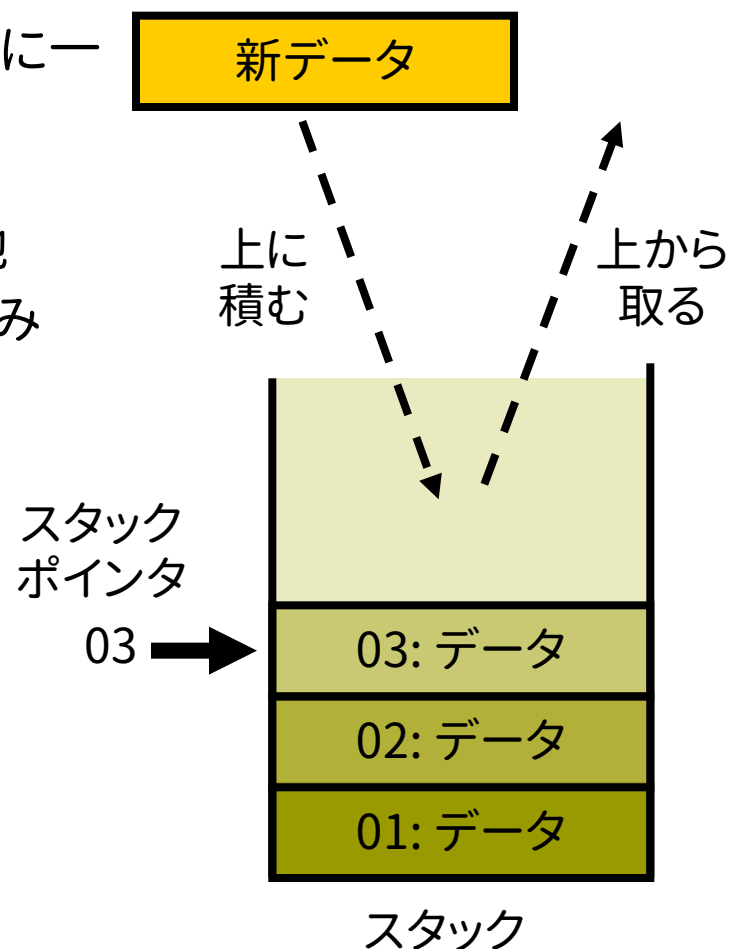 に一
新データ
上に
積む
上から
取る
み
スタック
ポインタ
03
03: データ
02: データ
01: データ
スタック